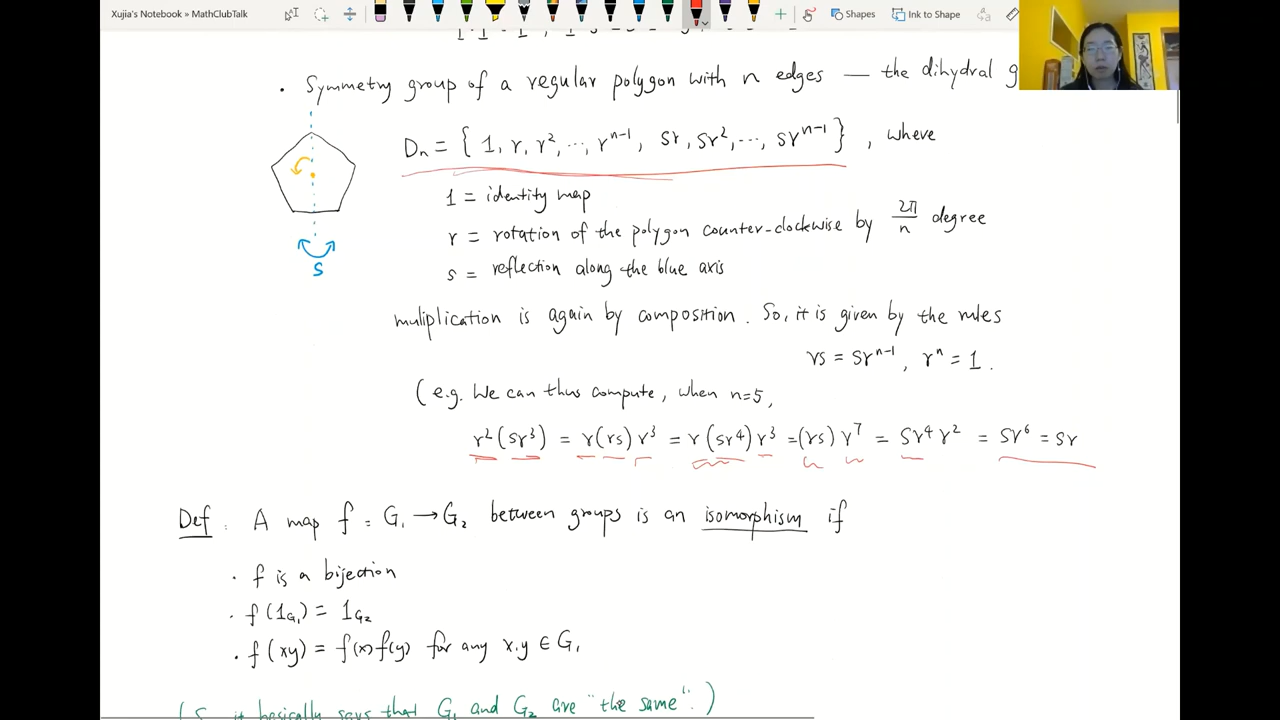 Xujia's Notebook » MathClubTalk
Shapes
Ink to Shape
· Symmetry group of a regular polygon with n edges — the dihydral g
Dn = { 1, r, r², ..., rⁿ⁻¹, sr, sr², ..., srⁿ⁻¹ } , where
1 = identity map
r = rotation of the polygon counter-clockwise by 2π/n degree
s = reflection along the blue axis
s
muliplication is again by composition. So, it is given by the rules
rs = srⁿ⁻¹, rⁿ = 1.
(e.g. We can thus compute, when n=5,
r²(sr³) = r(rs)r³ = r(sr⁴)r³ = (rs)r⁷ = sr⁴r² = sr⁶ = sr
Def: A map f: G₁ → G₂ between groups is an isomorphism if
· f is a bijection
· f(1G₁) = 1G₂
· f(xy) = f(x)f(y) for any x,y ∈ G₁
it basically says that G₁ and G₂ are "the same".)